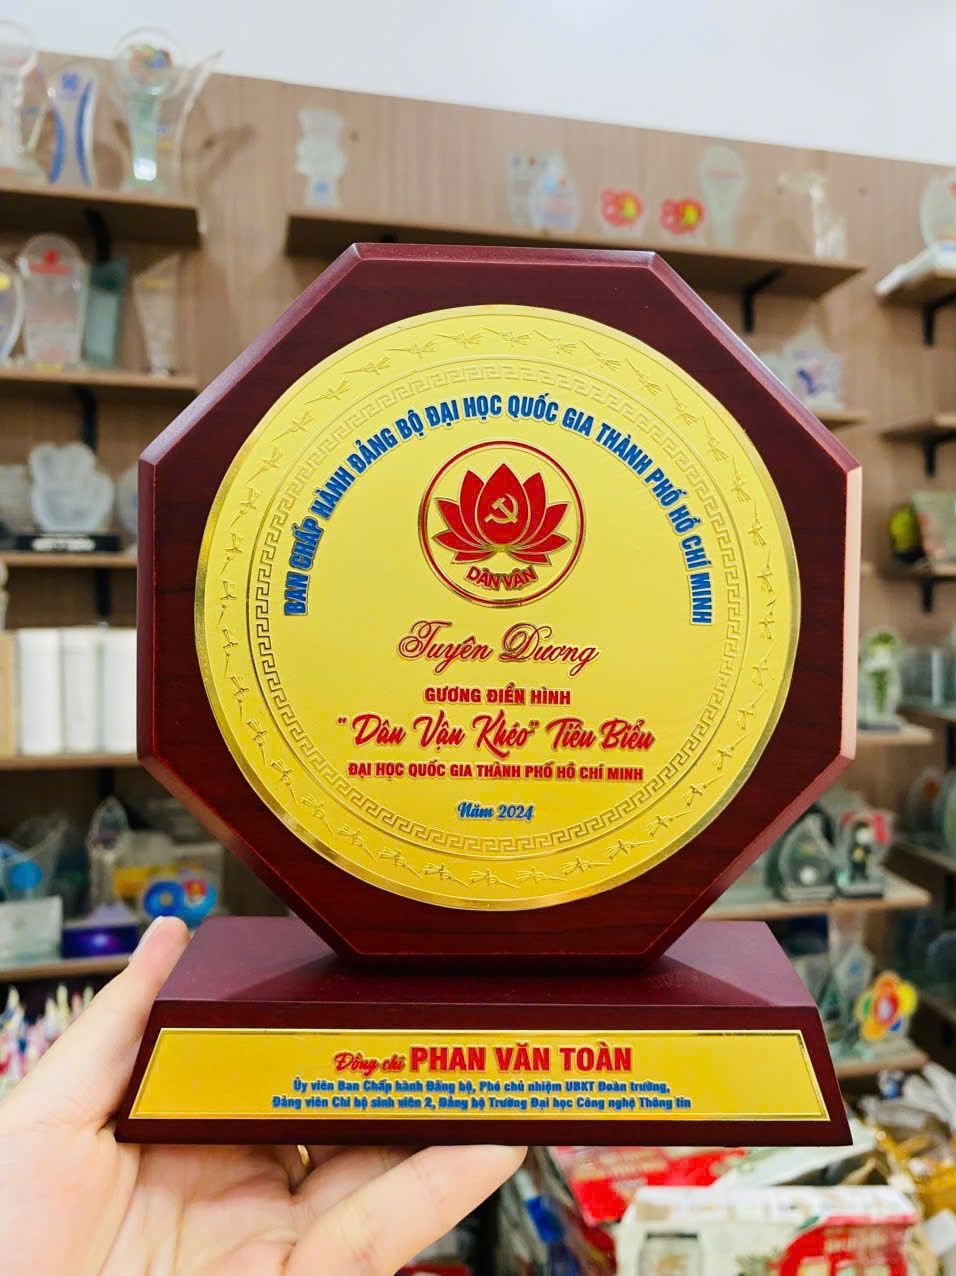 BAN CHẤP HÀNH ĐẢNG BỘ ĐẠI HỌC QUỐC GIA THÀNH PHỐ HỒ CHÍ MINH
DÂN VẬN
Tuyên Dương
GƯƠNG ĐIỂN HÌNH
"Dân Vận Khéo" Tiêu Biểu
ĐẠI HỌC QUỐC GIA THÀNH PHỐ HỒ CHÍ MINH
Năm 2024
Đồng chí PHAN VĂN TOÀN
Ủy viên Ban Chấp hành Đảng bộ, Phó chủ nhiệm UBKT Đoàn trường,
Đảng viên Chi bộ sinh viên 2, Đảng bộ Trường Đại học Công nghệ Thông tin